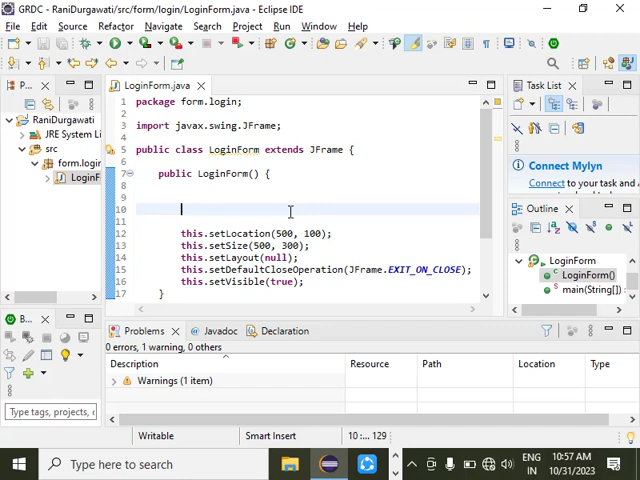 GRDC - RaniDurgawati/src/form/login/LoginForm.java - Eclipse IDE
File Edit Source Refactor Navigate Search Project Run Window Help
P...
RaniDurgawati
JRE System Li
src
form.login
LoginF
LoginForm.java
1 package form.login;
2
3 import javax.swing.JFrame;
4
5 public class LoginForm extends JFrame {
6
7 public LoginForm() {
8
9
10
11
12 this.setLocation(500, 100);
13 this.setSize(500, 300);
14 this.setLayout(null);
15 this.setDefaultCloseOperation(JFrame.EXIT_ON_CLOSE);
16 this.setVisible(true);
17 }
Task List
Connect Mylyn
Connect to your task
Outline
LoginForm
LoginForm()
main(String[])
B...
Type tags, projects,
Problems Javadoc Declaration
0 errors, 1 warning, 0 others
Description Resource Path Location Type
Warnings (1 item)
Writable Smart Insert 10 : ... 129
Type here to search
ENG
IN
10:57 AM
10/31/2023